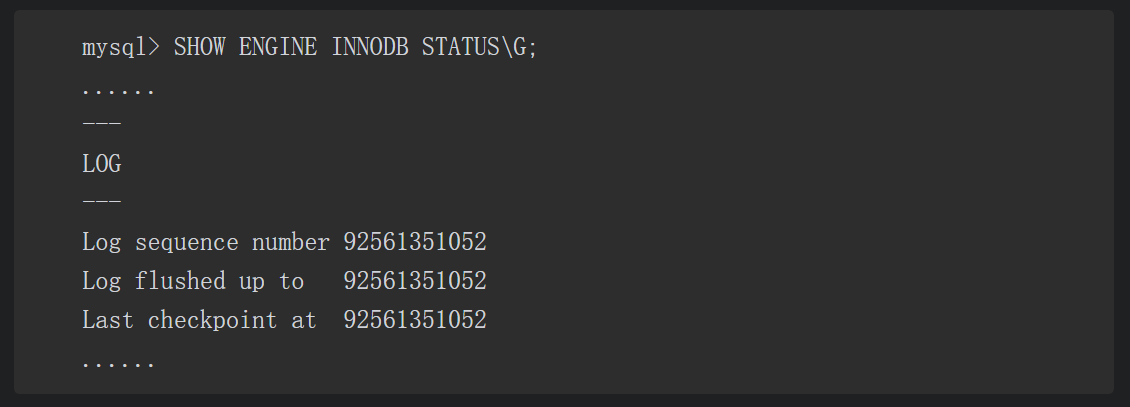 mysql> SHOW ENGINE INNODB STATUS\G;
......
---
LOG
---
Log sequence number 92561351052
Log flushed up to   92561351052
Last checkpoint at  92561351052
......